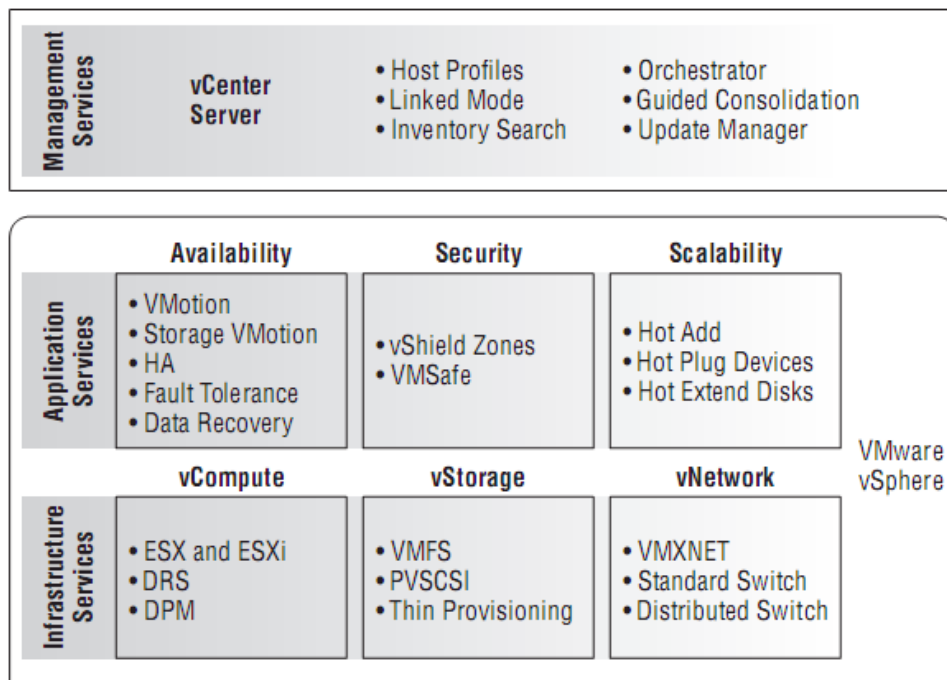 Management
Services
vCenter
Server
• Host Profiles
• Linked Mode
• Inventory Search
• Orchestrator
• Guided Consolidation
• Update Manager
Application
Services
Availability
• VMotion
• Storage VMotion
• HA
• Fault Tolerance
• Data Recovery
Security
• vShield Zones
• VMSafe
Scalability
• Hot Add
• Hot Plug Devices
• Hot Extend Disks
Infrastructure
Services
vCompute
• ESX and ESXi
• DRS
• DPM
vStorage
• VMFS
• PVSCSI
• Thin Provisioning
vNetwork
• VMXNET
• Standard Switch
• Distributed Switch
VMware
vSphere